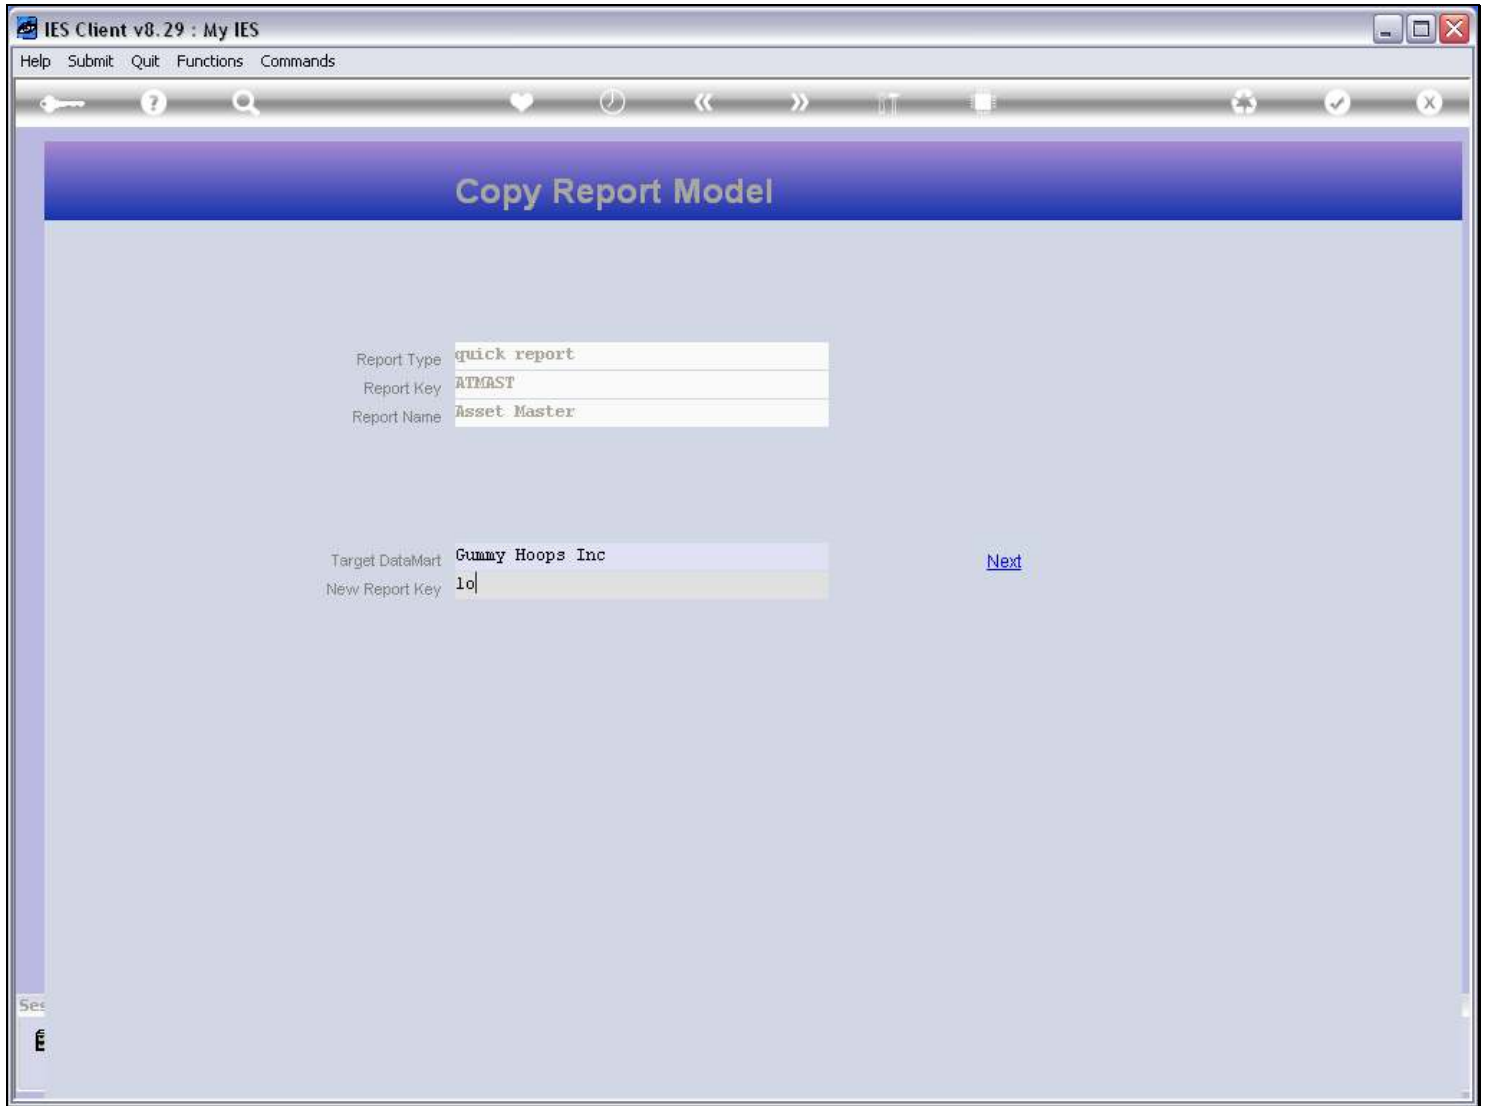 IES Client v8.29 : My IES
Help Submit Quit Functions Commands
Copy Report Model
Report Type quick report
Report Key ATMAST
Report Name Asset Master
Target DataMart Gummy Hoops Inc Next
New Report Key lo
Ses